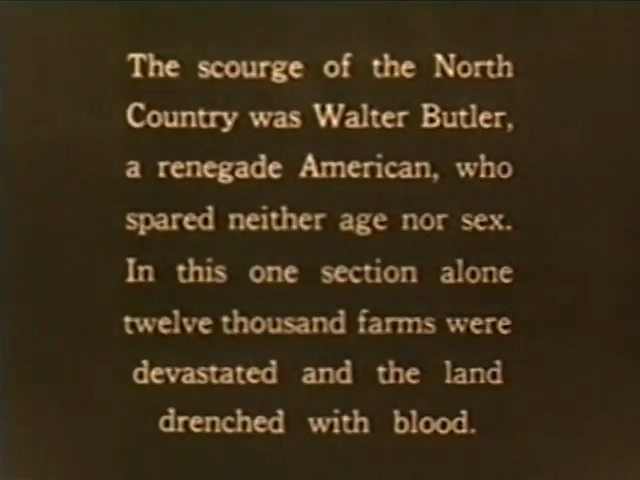 The scourge of the North
Country was Walter Butler,
a renegade American, who
spared neither age nor sex.
In this one section alone
twelve thousand farms were
devastated and the land
drenched with blood.